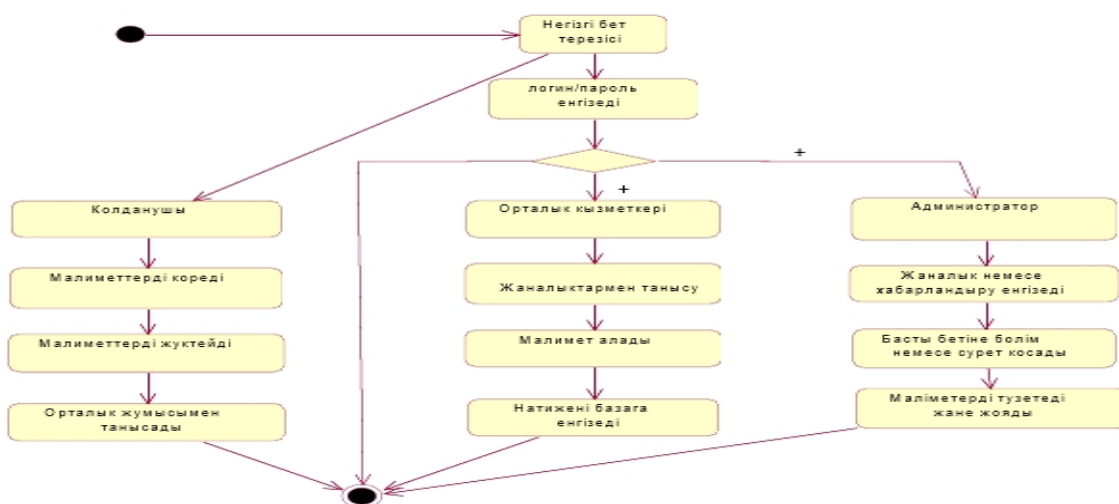 Негізгі бет
терезісі
логин/пароль
енгізеді
+
+
Колданушы
Орталык кызметкері
Администратор
Малиметтерді кореді
Жаналыктармен танысу
Жаналык немесе
хабарландыру енгізеді
Малиметтерді жуктейді
Малимет алады
Басты бетіне болім
немесе сурет косады
Орталык жумысымен
танысады
Натижені базага
енгізеді
Маліметерді тузетеді
жане жояды